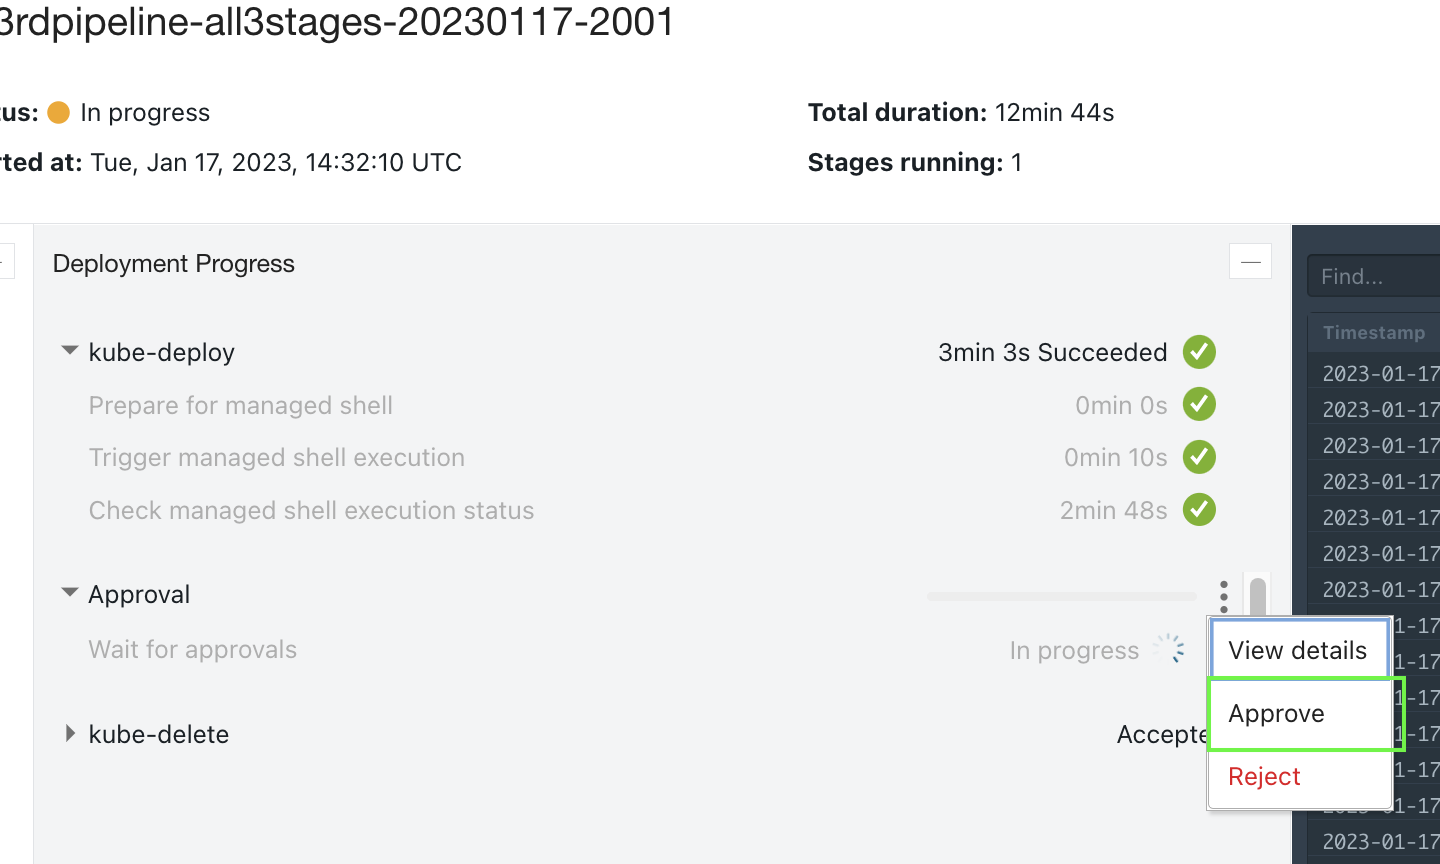 3rdpipeline-all3stages-20230117-2001
tus: In progress
Total duration: 12min 44s
rted at: Tue, Jan 17, 2023, 14:32:10 UTC
Stages running: 1
Deployment Progress
kube-deploy 3min 3s Succeeded
Prepare for managed shell 0min 0s
Trigger managed shell execution 0min 10s
Check managed shell execution status 2min 48s
Approval
Wait for approvals In progress
kube-delete Accepte
View details
Approve
Reject
Find...
Timestamp
2023-01-17
2023-01-17
2023-01-17
2023-01-17
2023-01-17
2023-01-17
2023-01-17
1-17
1-17
1-17
1-17
1-17
2023-01-17
2023-01-17